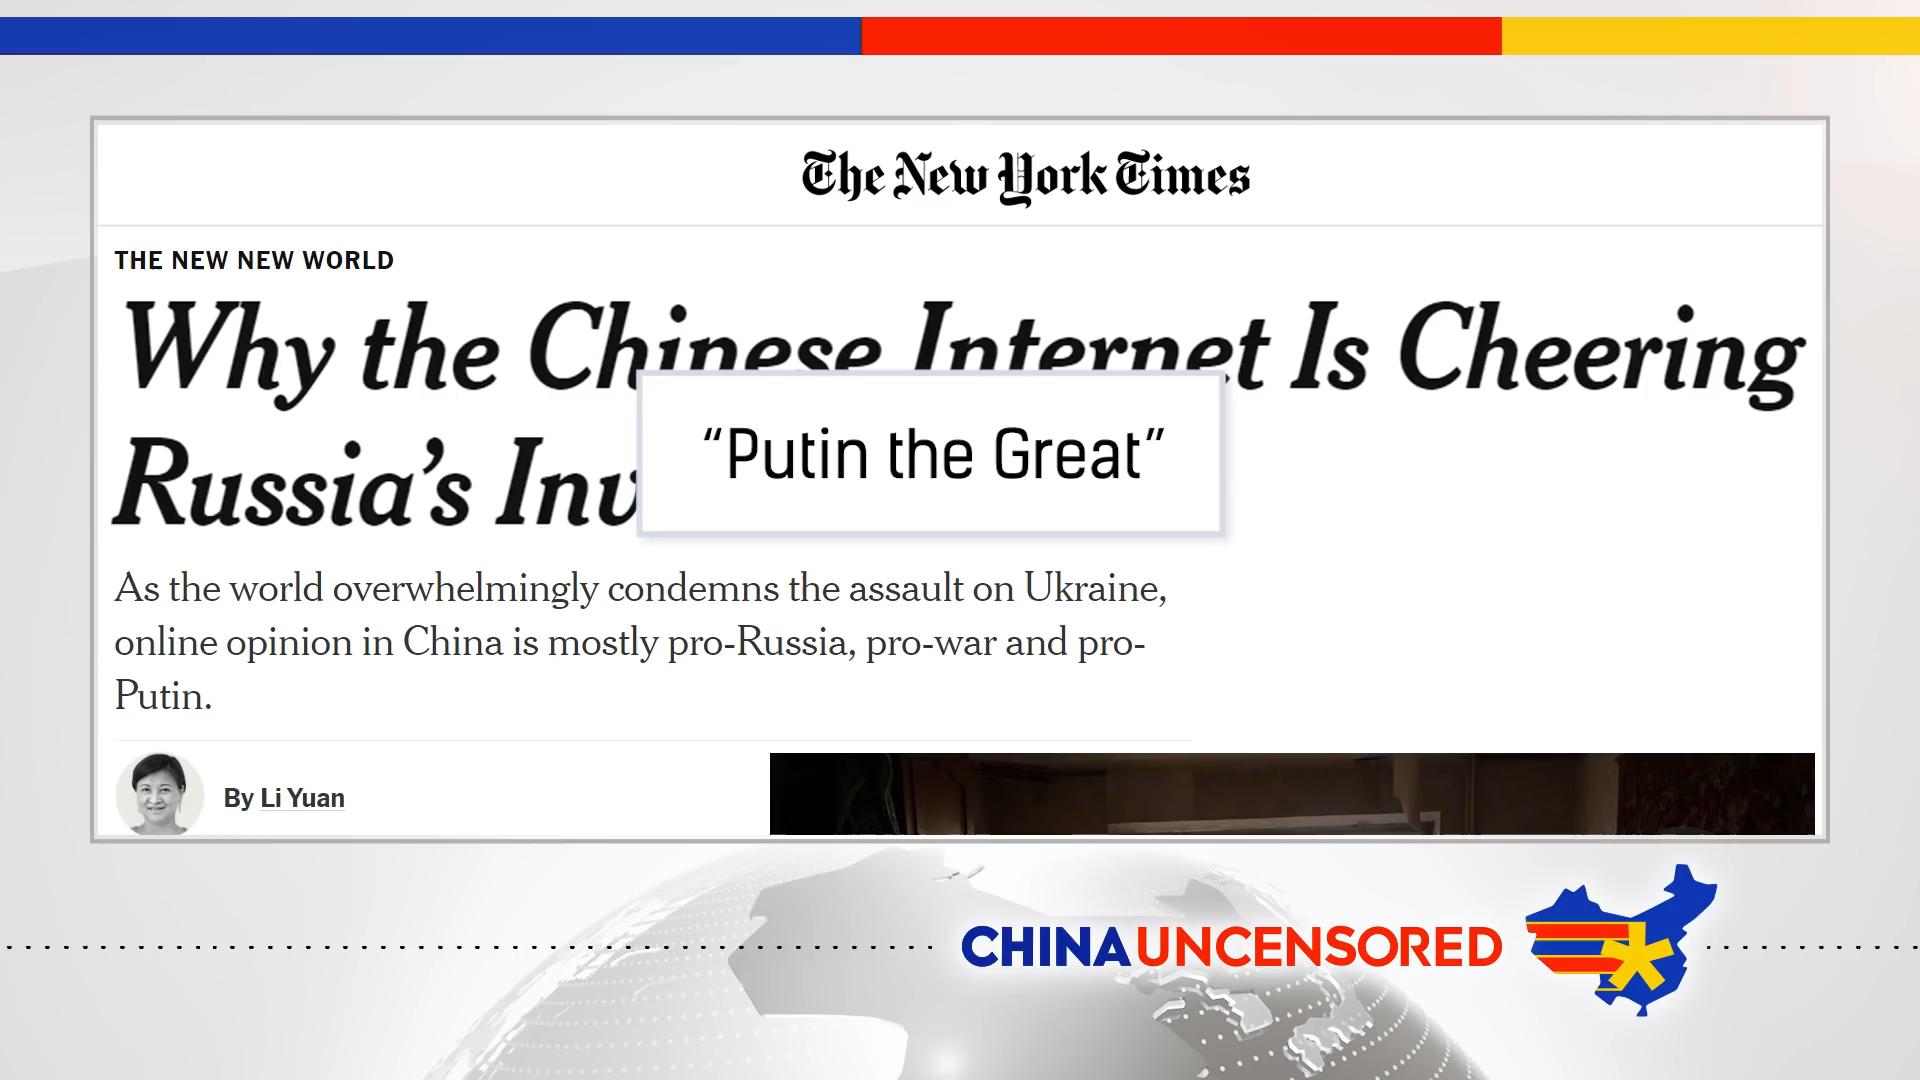 The New York Times
THE NEW NEW WORLD
Why the Chinese Internet Is Cheering
Russia's Inv
"Putin the Great"
As the world overwhelmingly condemns the assault on Ukraine,
online opinion in China is mostly pro-Russia, pro-war and pro-
Putin.
By Li Yuan
CHINA UNCENSORED